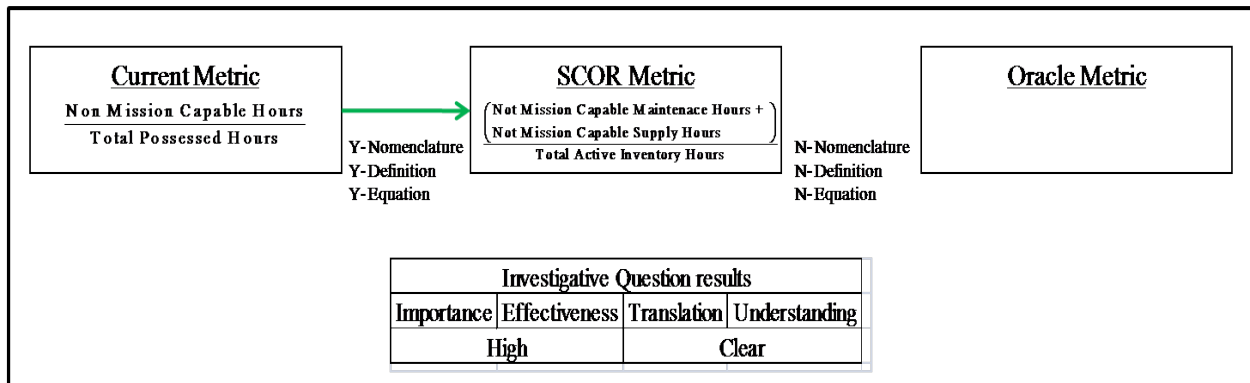 Current Metric
Non Mission Capable Hours
Total Possessed Hours
Y-Nomenclature
Y-Definition
Y-Equation
SCOR Metric
(Not Mission Capable Maintenace Hours +
Not Mission Capable Supply Hours)
Total Active Inventory Hours
N-Nomenclature
N-Definition
N-Equation
Oracle Metric
Investigative Question results
Importance Effectiveness Translation Understanding
High Clear